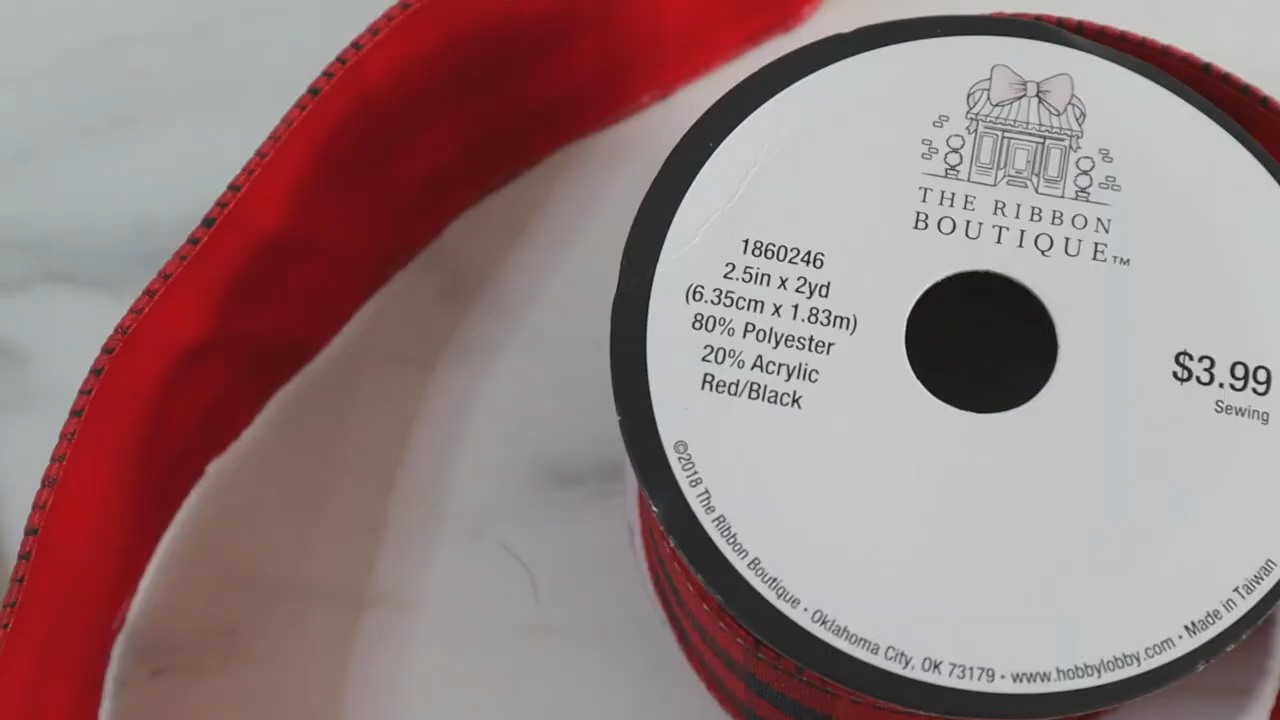 THE RIBBON
BOUTIQUE™
1860246
2.5in x 2yd
(6.35cm x 1.83m)
80% Polyester
20% Acrylic
Red/Black
$3.99
Sewing
©2018 The Ribbon Boutique • Oklahoma City, OK 73179 • www.hobbylobby.com • Made in Taiwan